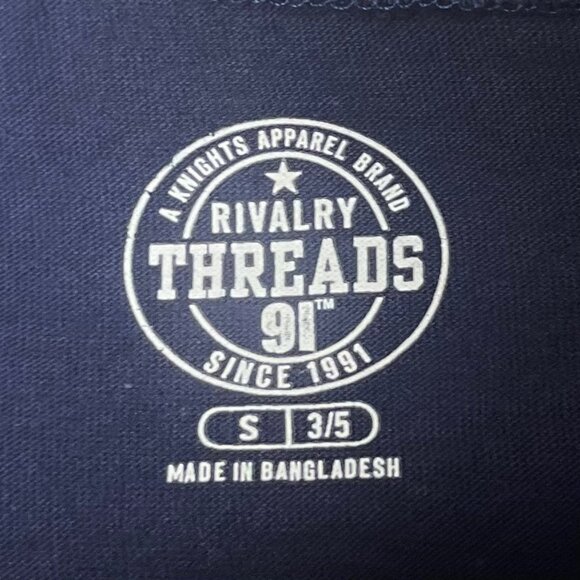 A KNIGHTS APPAREL BRAND
RIVALRY
THREADS
91™
SINCE 1991
S 3/5
MADE IN BANGLADESH